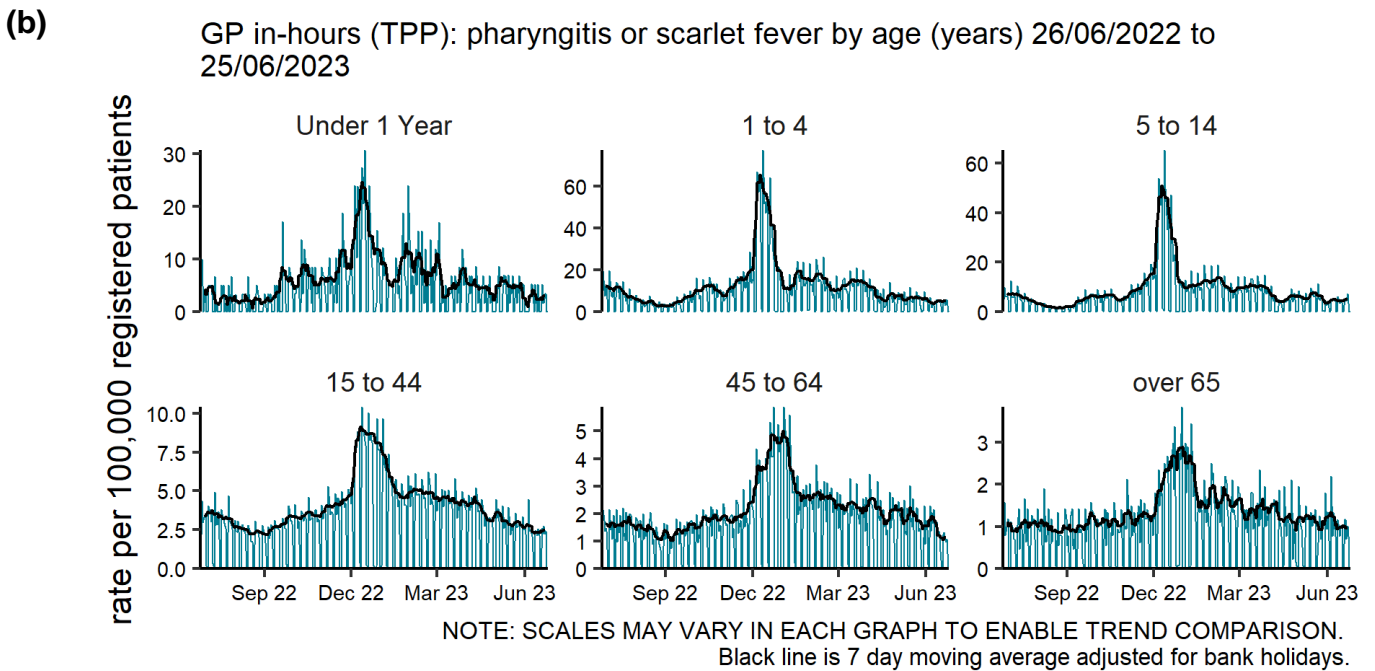 (b)
GP in-hours (TPP): pharyngitis or scarlet fever by age (years) 26/06/2022 to
25/06/2023
rate per 100,000 registered patients
Under 1 Year
30
20
10
0
1 to 4
60
40
20
0
5 to 14
60
40
20
0
15 to 44
10.0
7.5
5.0
2.5
0.0
Sep 22 Dec 22 Mar 23 Jun 23
45 to 64
5
4
3
2
1
0
Sep 22 Dec 22 Mar 23 Jun 23
over 65
3
2
1
0
Sep 22 Dec 22 Mar 23 Jun 23
NOTE: SCALES MAY VARY IN EACH GRAPH TO ENABLE TREND COMPARISON.
Black line is 7 day moving average adjusted for bank holidays.